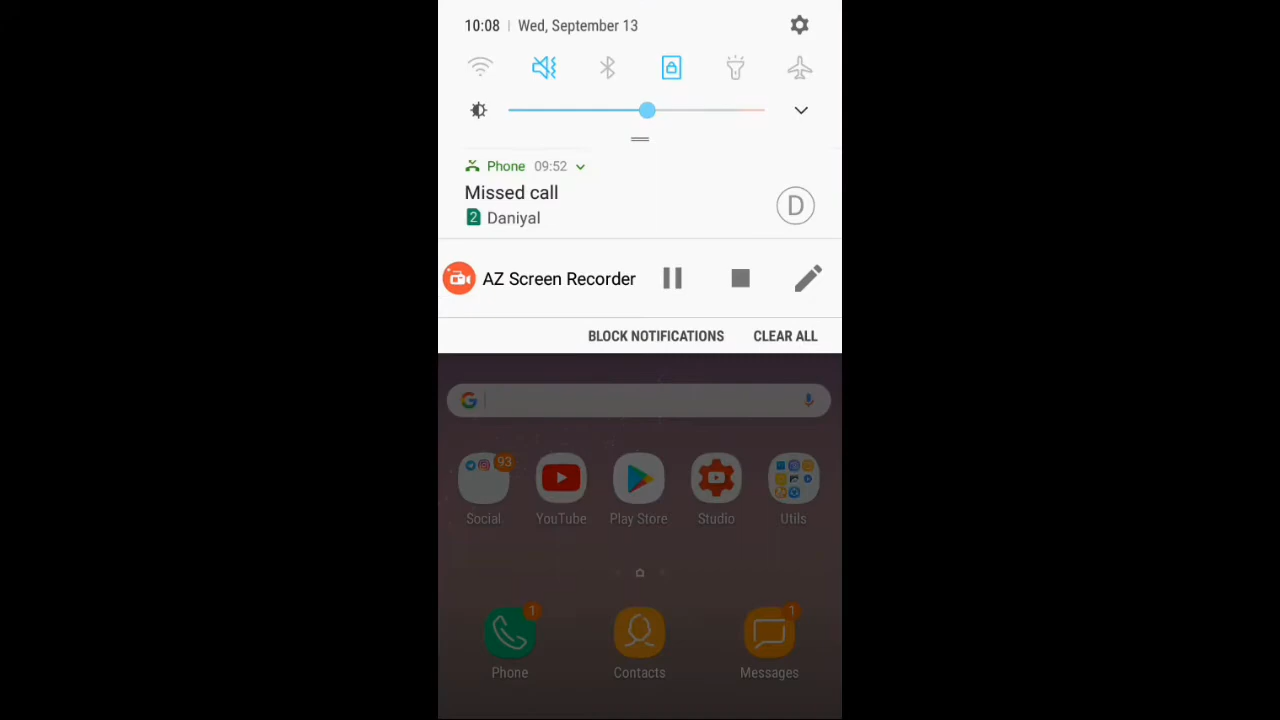 10:08 | Wed, September 13
Phone 09:52
Missed call
2 Daniyal
D
AZ Screen Recorder
BLOCK NOTIFICATIONS CLEAR ALL
G
93
Social YouTube Play Store Studio Utils
1 1
Phone Contacts Messages